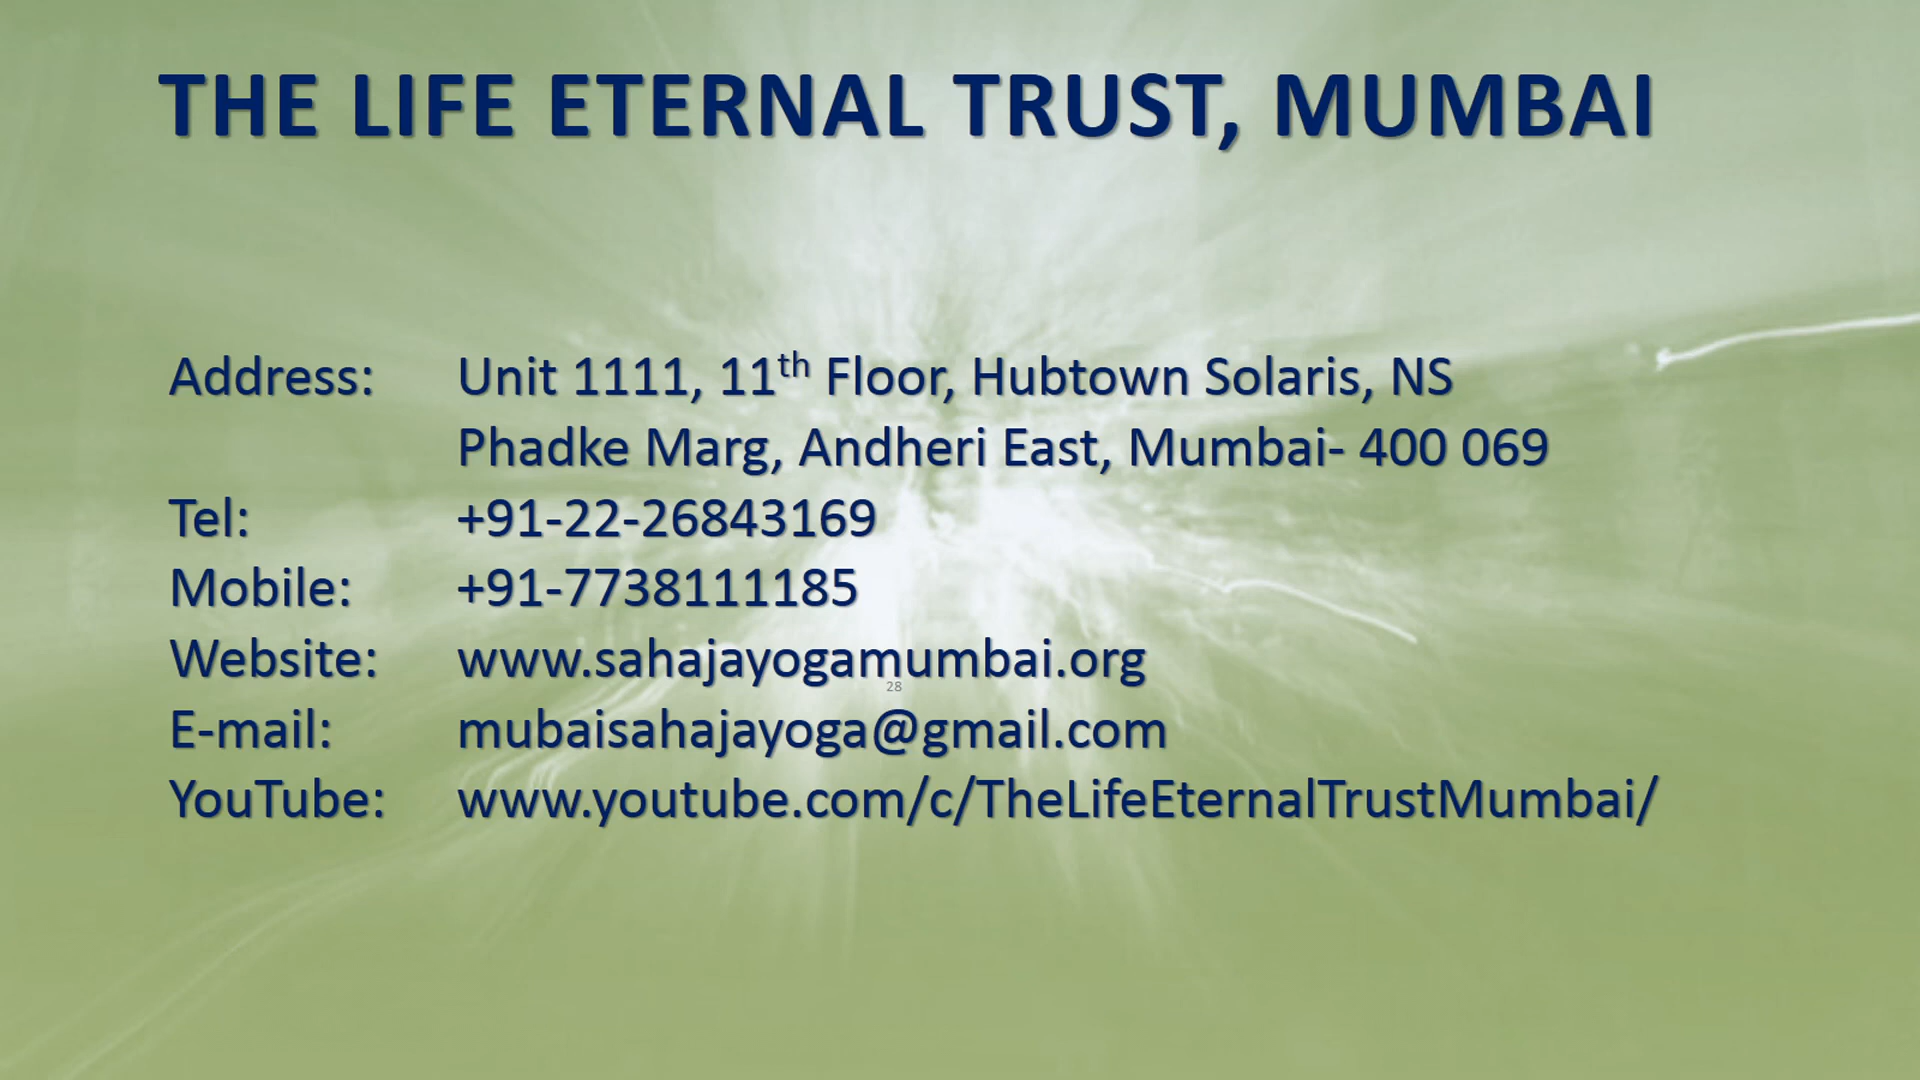 THE LIFE ETERNAL TRUST, MUMBAI
Address: Unit 1111, 11th Floor, Hubtown Solaris, NS
Phadke Marg, Andheri East, Mumbai- 400 069
Tel: +91-22-26843169
Mobile: +91-7738111185
Website: www.sahajayogamumbai.org
28
E-mail: mubaisahajayoga@gmail.com
YouTube: www.youtube.com/c/TheLifeEternalTrustMumbai/